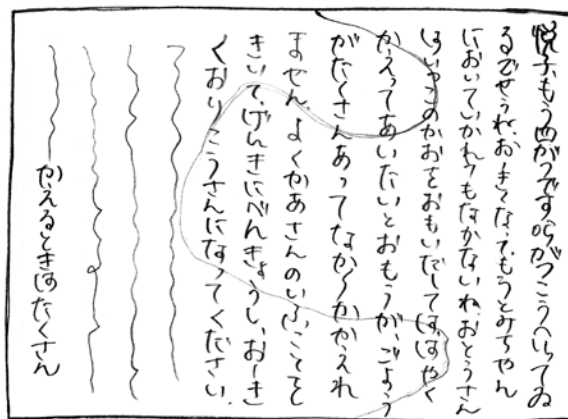 悦子、もう四がつですからがつこうへいってゐ
るでせうね、おーきくなって、もうとみちやん
においていかれてもなかないね、おとうさん
はいつこのかおをおもいだしてははやく
かえってあいたいとおもうが、ごよう
がたくさんあってなか〱かかえれ
ません、よくかあさんのいふことを
きいて、げんきにべんきょうし、おーき
くおりこうさんになってください。
かえるときはたくさん